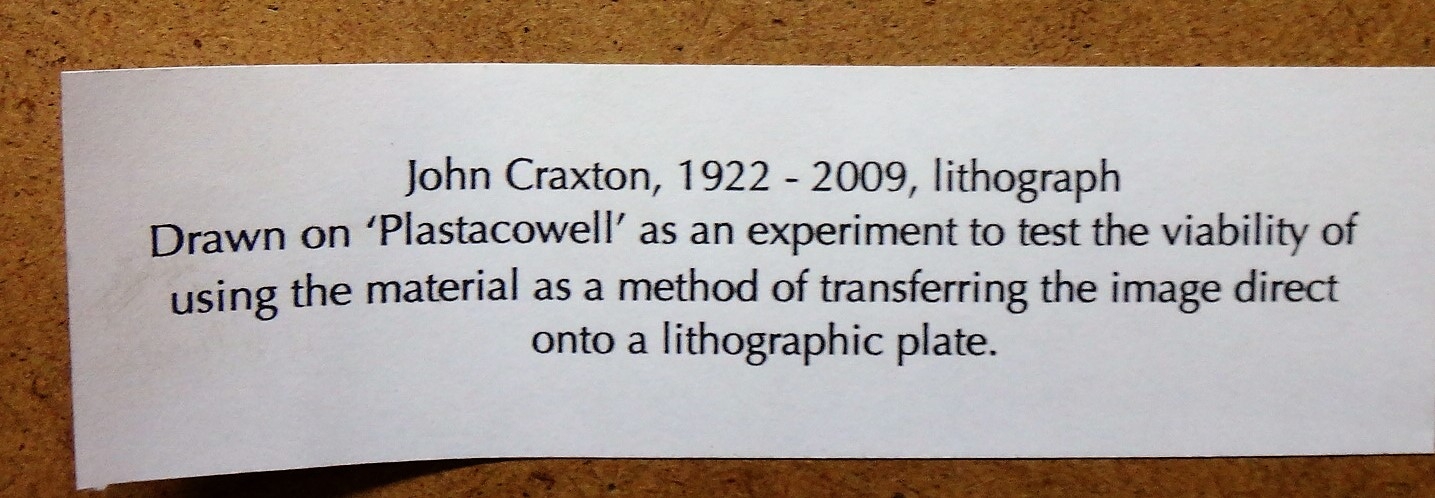 John Craxton, 1922 - 2009, lithograph
Drawn on ‘Plastacowell’ as an experiment to test the viability of
using the material as a method of transferring the image direct
onto a lithographic plate.